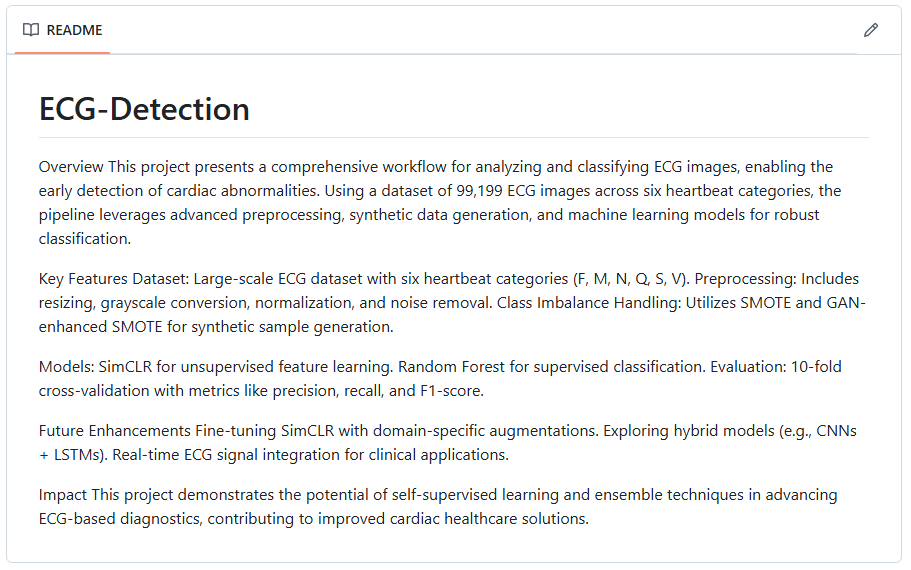 README
ECG-Detection
Overview This project presents a comprehensive workflow for analyzing and classifying ECG images, enabling the
early detection of cardiac abnormalities. Using a dataset of 99,199 ECG images across six heartbeat categories, the
pipeline leverages advanced preprocessing, synthetic data generation, and machine learning models for robust
classification.
Key Features Dataset: Large-scale ECG dataset with six heartbeat categories (F, M, N, Q, S, V). Preprocessing: Includes
resizing, grayscale conversion, normalization, and noise removal. Class Imbalance Handling: Utilizes SMOTE and GAN-
enhanced SMOTE for synthetic sample generation.
Models: SimCLR for unsupervised feature learning. Random Forest for supervised classification. Evaluation: 10-fold
cross-validation with metrics like precision, recall, and F1-score.
Future Enhancements Fine-tuning SimCLR with domain-specific augmentations. Exploring hybrid models (e.g., CNNs
+ LSTMs). Real-time ECG signal integration for clinical applications.
Impact This project demonstrates the potential of self-supervised learning and ensemble techniques in advancing
ECG-based diagnostics, contributing to improved cardiac healthcare solutions.